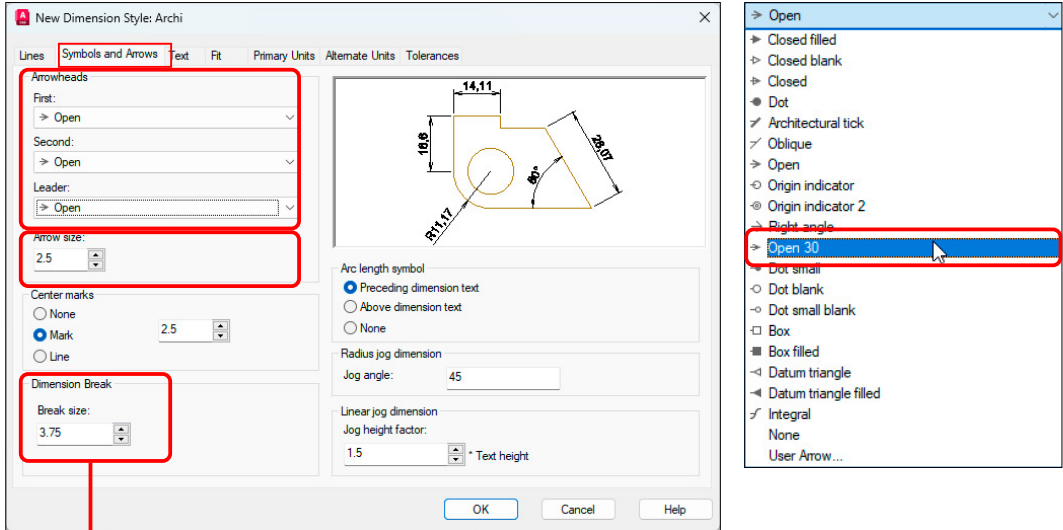 New Dimension Style: Archi
Lines Symbols and Arrows Text Fit Primary Units Alternate Units Tolerances
Arrowheads
First:
Open
Second:
Open
Leader:
Open
Arrow size:
2.5
Center marks
None
Mark
2.5
Line
Dimension Break
Break size:
3.75
14,11
16,6
28,07
60°
R11,17
Arc length symbol
Preceding dimension text
Above dimension text
None
Radius jog dimension
Jog angle: 45
Linear jog dimension
Jog height factor:
1.5 * Text height
OK Cancel Help
Open
Closed filled
Closed blank
Closed
Dot
Architectural tick
Oblique
Open
Origin indicator
Origin indicator 2
Right angle
Open 30
Dot small
Dot blank
Dot small blank
Box
Box filled
Datum triangle
Datum triangle filled
Integral
None
User Arrow...